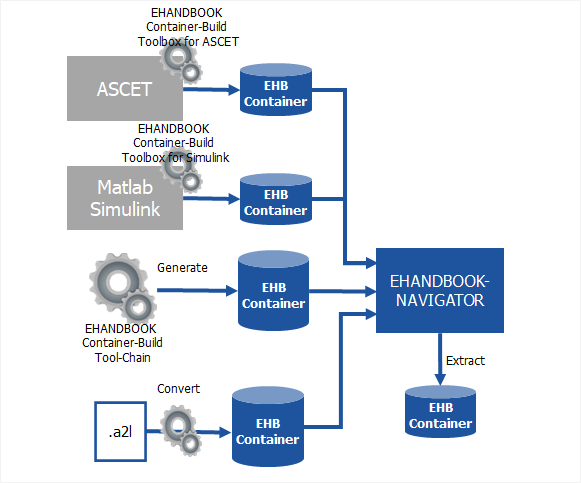 EHANDBOOK
Container-Build
Toolbox for ASCET
ASCET
EHB
Container
EHANDBOOK
Container-Build
Toolbox for Simulink
Matlab
Simulink
EHB
Container
Generate
EHB
Container
EHANDBOOK
Container-Build
Tool-Chain
EHANDBOOK-
NAVIGATOR
Extract
EHB
Container
Convert
.a2l
EHB
Container